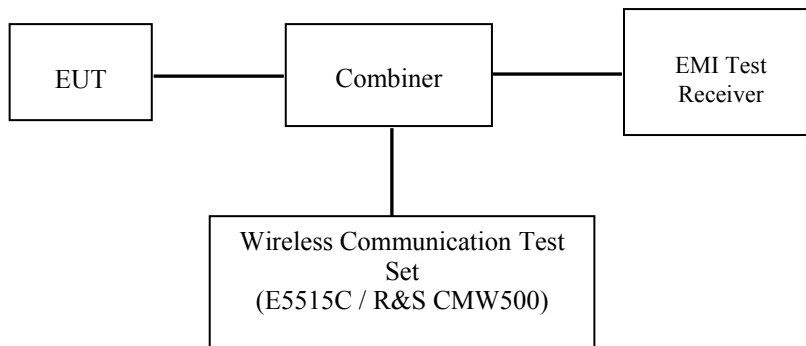 EUT
Combiner
EMI Test
Receiver
Wireless Communication Test
Set
(E5515C / R&S CMW500)